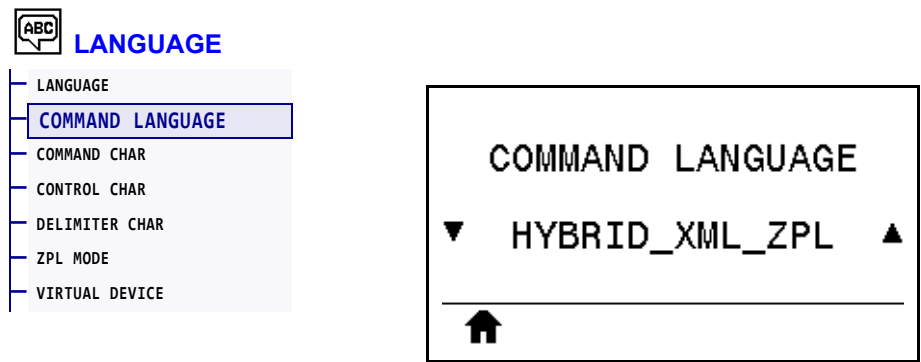 ABC
LANGUAGE
LANGUAGE
COMMAND LANGUAGE
COMMAND CHAR
CONTROL CHAR
DELIMITER CHAR
ZPL MODE
VIRTUAL DEVICE
COMMAND LANGUAGE
▼ HYBRID_XML_ZPL ▲